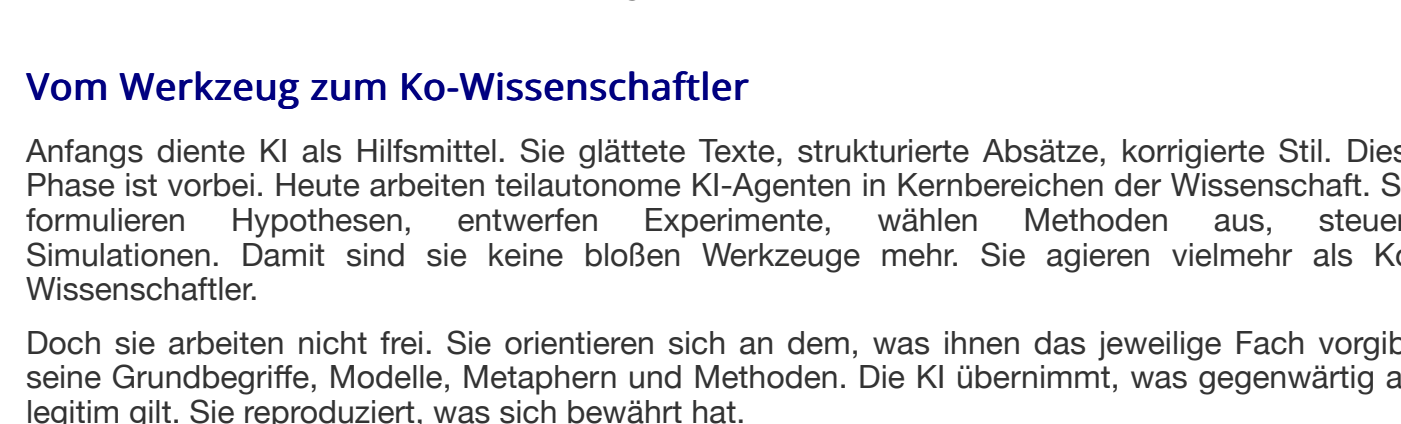 Vom Werkzeug zum Ko-Wissenschaftler
Anfangs diente KI als Hilfsmittel. Sie glättete Texte, strukturierte Absätze, korrigierte Stil.
Phase ist vorbei. Heute arbeiten teilautonome KI-Agenten in Kernbereichen der Wissenschaft.
formulieren Hypothesen, entwerfen Experimente, wählen Methoden aus,
Simulationen. Damit sind sie keine bloßen Werkzeuge mehr. Sie agieren vielmehr als
Wissenschaftler.
Doch sie arbeiten nicht frei. Sie orientieren sich an dem, was ihnen das jeweilige Fach
seine Grundbegriffe, Modelle, Metaphern und Methoden. Die KI übernimmt, was gegenwärtig
legitim gilt. Sie reproduziert, was sich bewährt hat.